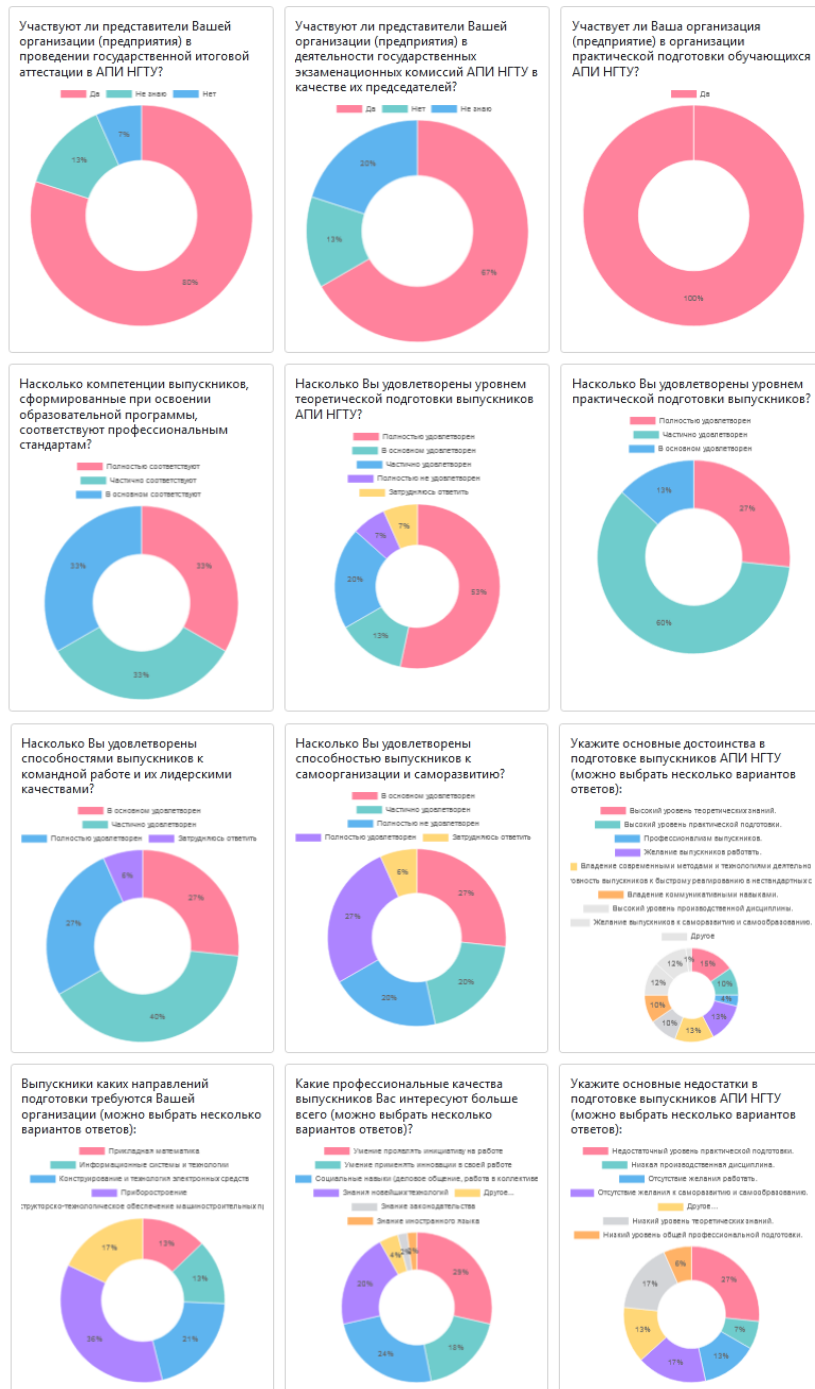 Участвуют ли представители Вашей
организации (предприятия) в
проведении государственной итоговой
аттестации в АПИ НГТУ?
Да Не знаю Нет
7%
13%
80%
Участвуют ли представители Вашей
организации (предприятия) в
деятельности государственных
экзаменационных комиссий АПИ НГТУ в
качестве их председателей?
Да Нет Не знаю
20%
13%
67%
Участвует ли Ваша организация
(предприятие) в организации
практической подготовки обучающихся
АПИ НГТУ?
Да
100%
Насколько компетенции выпускников,
сформированные при освоении
образовательной программы,
соответствуют профессиональным
стандартам?
Полностью соответствуют
Частично соответствуют
В основном соответствуют
33% 33%
33%
Насколько Вы удовлетворены уровнем
теоретической подготовки выпускников
АПИ НГТУ?
Полностью удовлетворен
В основном удовлетворен
Частично удовлетворен
Полностью не удовлетворен
Затрудняюсь ответить
7%
7%
20% 53%
13%
Насколько Вы удовлетворены уровнем
практической подготовки выпускников?
Полностью удовлетворен
Частично удовлетворен
В основном удовлетворен
13%
27%
60%
Насколько Вы удовлетворены
способностями выпускников к
командной работе и их лидерскими
качествами?
В основном удовлетворен
Частично удовлетворен
Полностью удовлетворен Затрудняюсь ответить
6%
27%
27%
40%
Насколько Вы удовлетворены
способностью выпускников к
самоорганизации и саморазвитию?
В основном удовлетворен
Частично удовлетворен
Полностью не удовлетворен
Полностью удовлетворен Затрудняюсь ответить
6%
27%
27%
20%
20%
Укажите основные достоинства в
подготовке выпускников АПИ НГТУ
(можно выбрать несколько вариантов
ответов):
Высокий уровень теоретических знаний.
Высокий уровень практической подготовки.
Профессионализм выпускников.
Желание выпускников работать.
Владение современными методами и технологиями деятельно
товность выпускников к быстрому реагированию в нестандартных с
Владение коммуникативными навыками.
Высокий уровень производственной дисциплины.
Желание выпускников к саморазвитию и самообразованию.
Другое
12% 1% 15%
12% 10%
10% 4%
10% 13% 13%
Выпускники каких направлений
подготовки требуются Вашей
организации (можно выбрать несколько
вариантов ответов):
Прикладная математика
Информационные системы и технологии
Конструирование и технология электронных средств
Приборостроение
структорско-технологическое обеспечение машиностроительных пр
17% 13%
13%
36% 21%
Какие профессиональные качества
выпускников Вас интересуют больше
всего (можно выбрать несколько
вариантов ответов)?
Умение проявлять инициативу на работе
Умение применять инновации в своей работе
Социальные навыки (деловое общение, работа в коллективе
Знания новейших технологий Другое...
Знание законодательства
Знание иностранного языка
4% 2% 2%
20% 29%
24% 18%
Укажите основные недостатки в
подготовке выпускников АПИ НГТУ
(можно выбрать несколько вариантов
ответов):
Недостаточный уровень практической подготовки.
Низкая производственная дисциплина.
Отсутствие желания работать.
Отсутствие желания к саморазвитию и самообразованию.
Другое...
Низкий уровень теоретических знаний.
Низкий уровень общей профессиональной подготовки.
6%
17% 27%
13% 7%
17% 13%